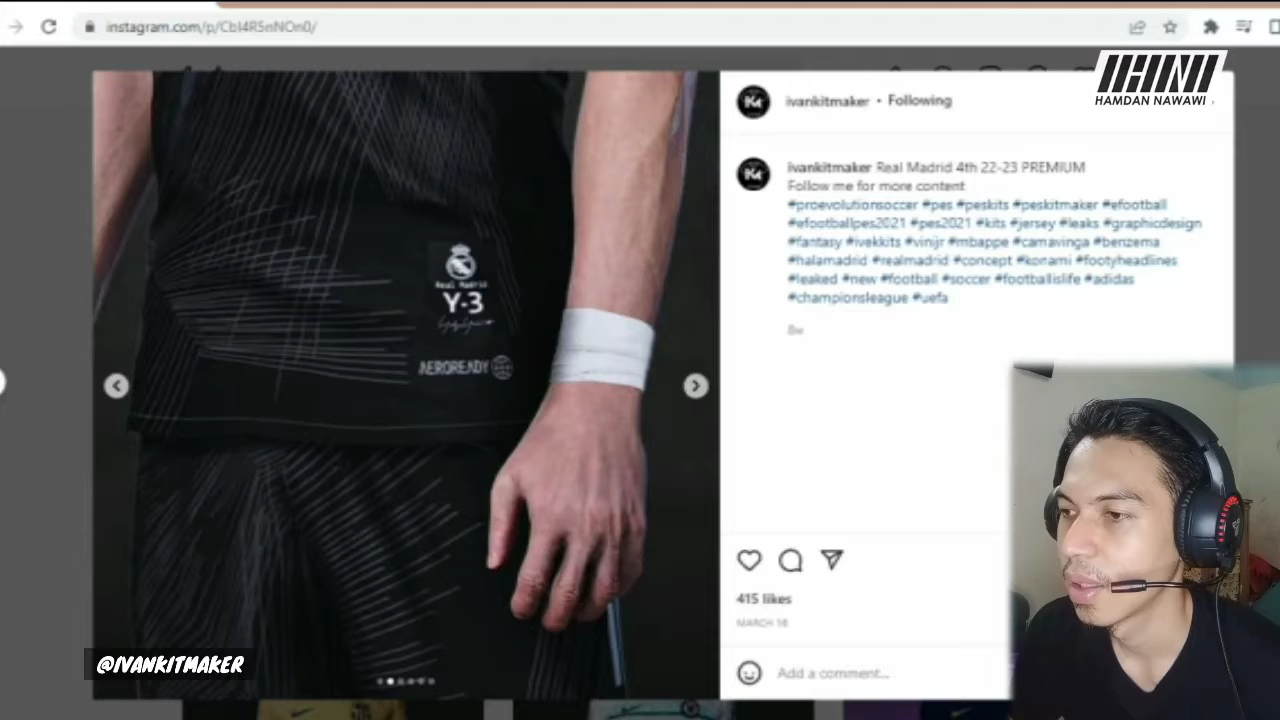 instagram.com/p/CbI4R5nNOn0/
HAMDAN NAWAWI
ivankitmaker • Following
ivankitmaker Real Madrid 4th 22-23 PREMIUM
Follow me for more content
#proevolutionsoccer #pes #peskits #peskitmaker #efootball
#efootballpes2021 #pes2021 #kits #jersey #leaks #graphicdesign
#fantasy #ivekkits #vinijr #mbappe #camavinga #benzema
#halamadrid #realmadrid #concept #konami #footyheadlines
#leaked #new #football #soccer #footballislife #adidas
#championsleague #uefa
8w
Real Madrid
Y-3
AEROREADY
415 likes
MARCH 16
Add a comment...
@IVANKITMAKER